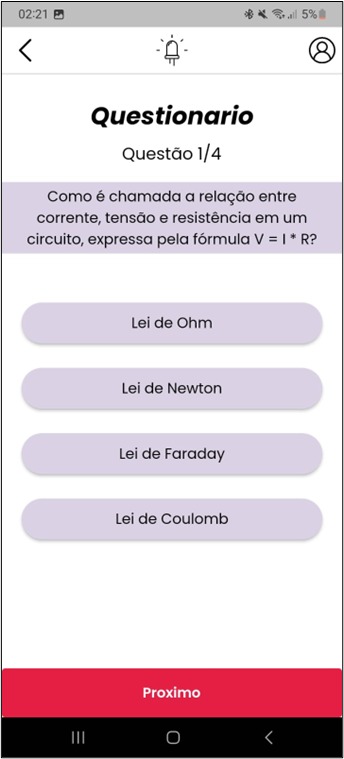 02:21 5%
Questionario
Questão 1/4
Como é chamada a relação entre
corrente, tensão e resistência em um
circuito, expressa pela fórmula V = I * R?
Lei de Ohm
Lei de Newton
Lei de Faraday
Lei de Coulomb
Proximo